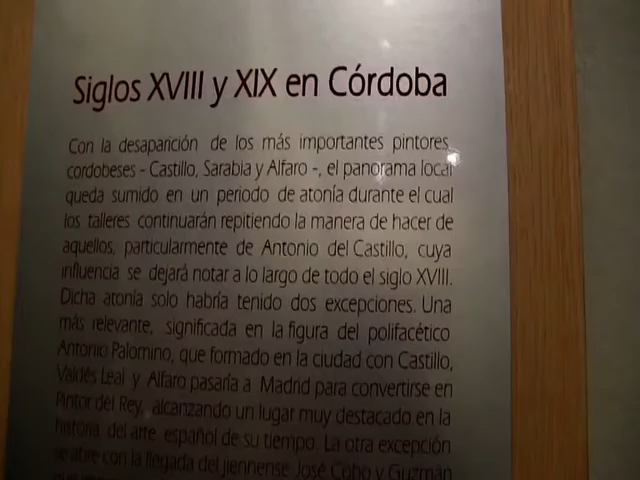 Siglos XVIII y XIX en Córdoba
Con la desaparición de los más importantes pintores
cordobeses - Castillo, Sarabia y Alfaro -, el panorama local
queda sumido en un periodo de atonía durante el cual
los talleres continuarán repitiendo la manera de hacer de
aquellos, particularmente de Antonio del Castillo, cuya
influencia se dejará notar a lo largo de todo el siglo XVIII.
Dicha atonía solo habría tenido dos excepciones. Una
más relevante, significada en la figura del polifacético
Antonio Palomino, que formado en la ciudad con Castillo,
Valdés Leal y Alfaro pasaría a Madrid para convertirse en
Pintor del Rey, alcanzando un lugar muy destacado en la
historia del arte español de su tiempo. La otra excepción
se abre con la llegada del jiennense José Cobo y Guzmán